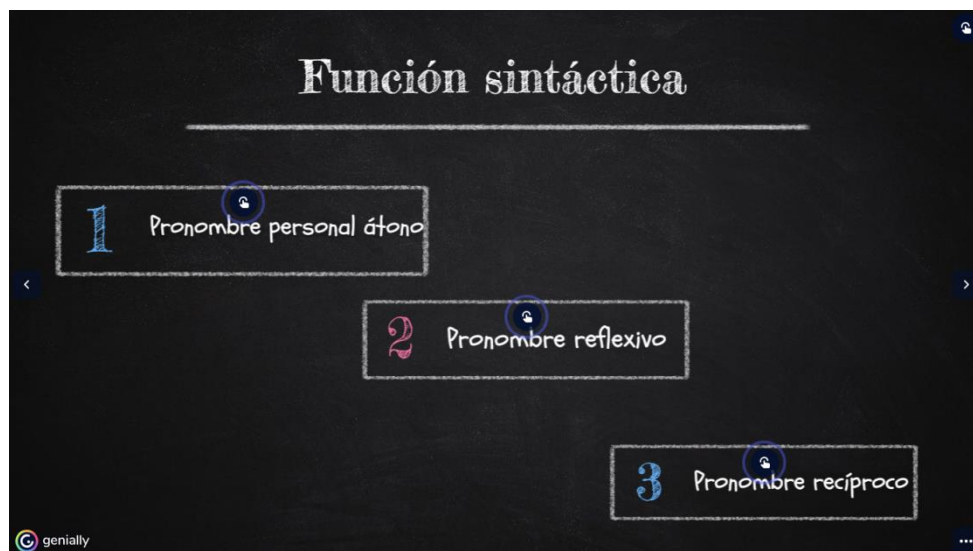 Función sintáctica
1 Pronombre personal átono
2 Pronombre reflexivo
3 Pronombre recíproco
genially